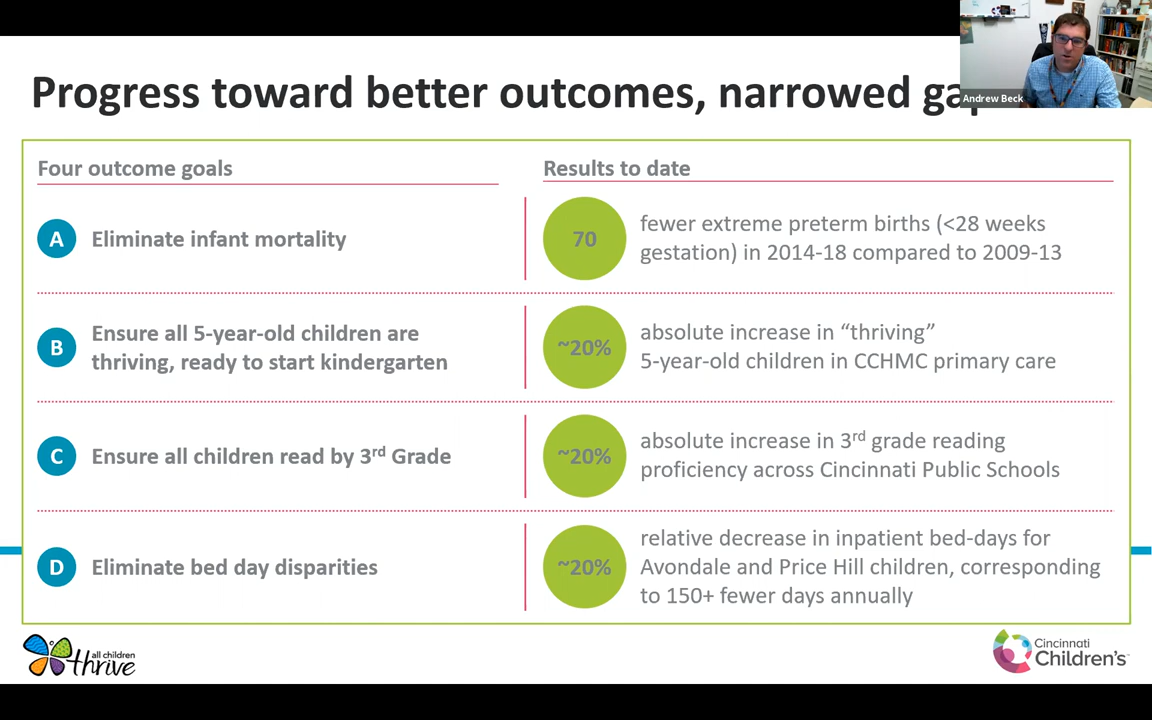 Progress toward better outcomes, narrowed
Andrew Beck
Four outcome goals
Results to date
A
Eliminate infant mortality
70
fewer extreme preterm births (<28 weeks
gestation) in 2014-18 compared to 2009-13
B
Ensure all 5-year-old children are
thriving, ready to start kindergarten
~20%
absolute increase in “thriving”
5-year-old children in CCHMC primary care
C
Ensure all children read by 3rd Grade
~20%
absolute increase in 3rd grade reading
proficiency across Cincinnati Public Schools
D
Eliminate bed day disparities
~20%
relative decrease in inpatient bed-days for
Avondale and Price Hill children, corresponding
to 150+ fewer days annually
all children
thrive
Cincinnati
Children's